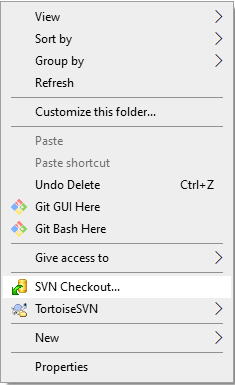 View
Sort by
Group by
Refresh
Customize this folder...
Paste
Paste shortcut
Undo Delete Ctrl+Z
Git GUI Here
Git Bash Here
Give access to
SVN Checkout...
TortoiseSVN
New
Properties